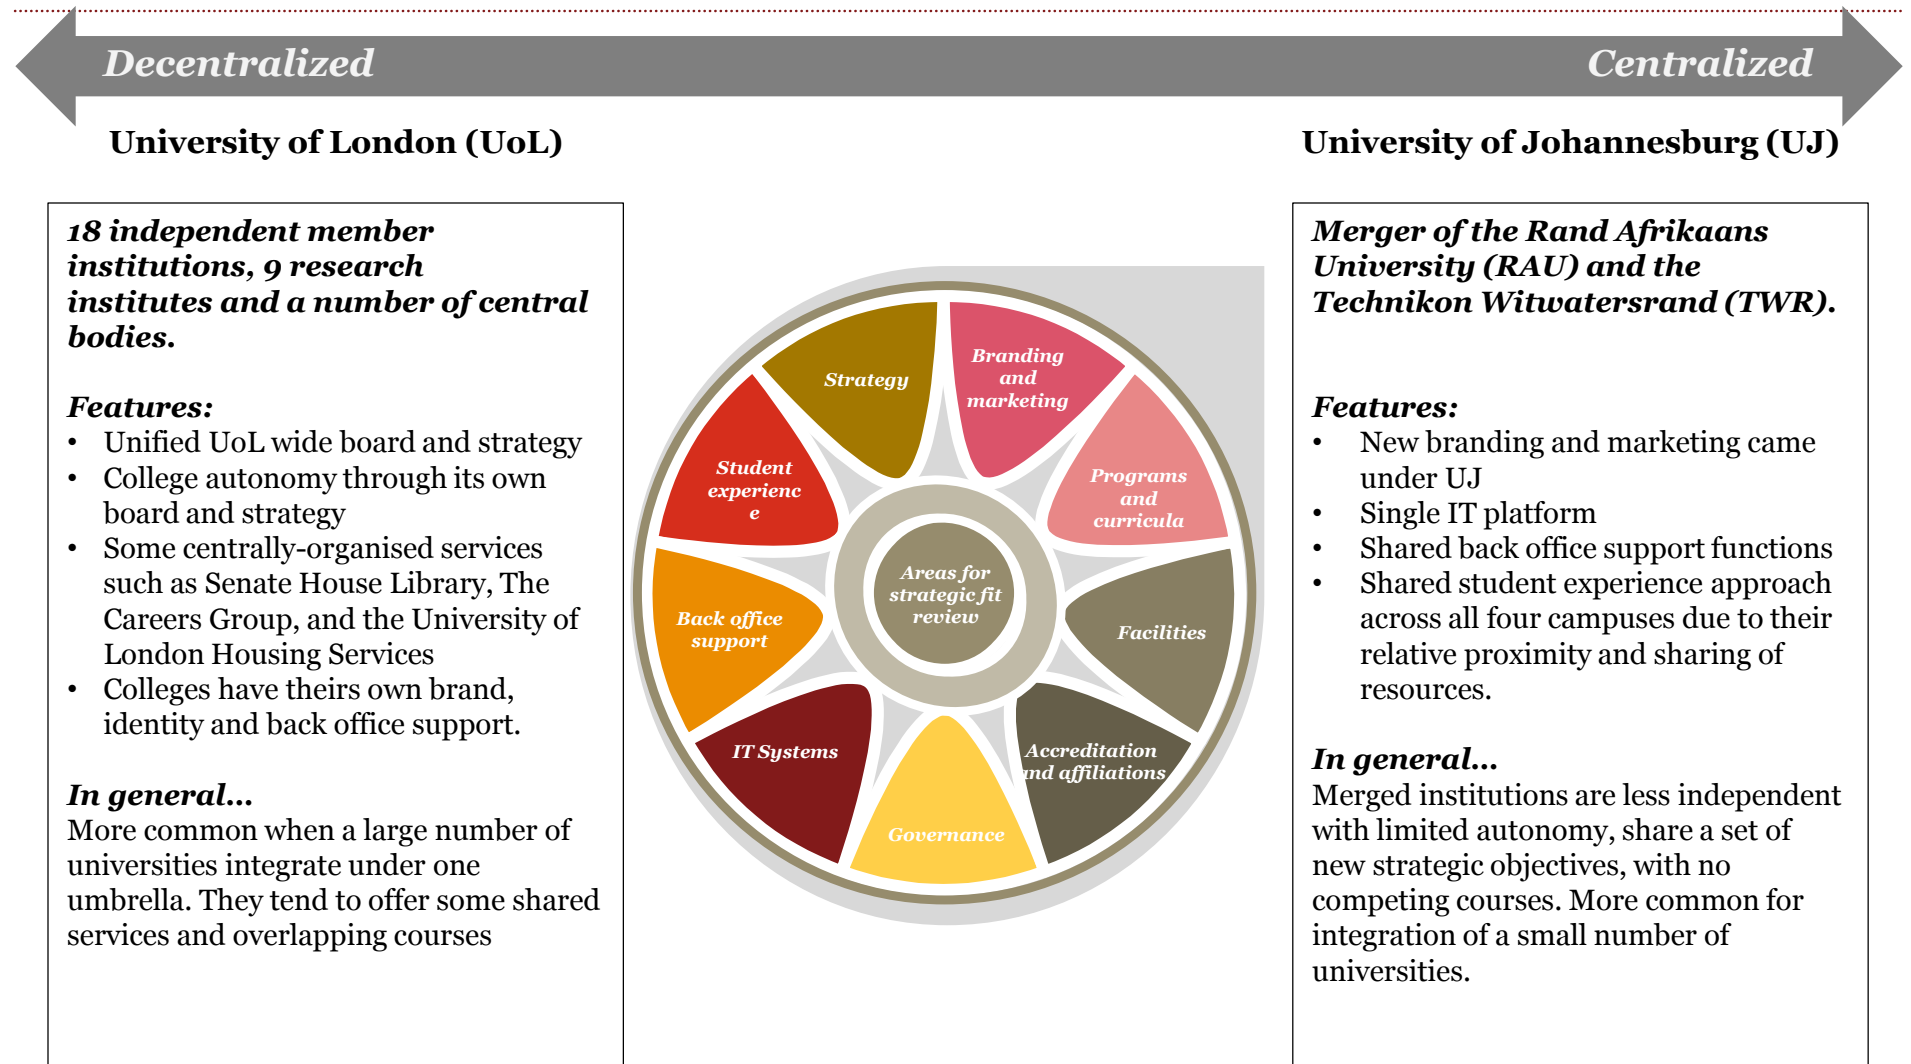 Decentralized
Centralized
University of London (UoL)
University of Johannesburg (UJ)
18 independent member
institutions, 9 research
institutes and a number of central
bodies.
Features:
• Unified UoL wide board and strategy
• College autonomy through its own
board and strategy
• Some centrally-organised services
such as Senate House Library, The
Careers Group, and the University of
London Housing Services
• Colleges have theirs own brand,
identity and back office support.
In general...
More common when a large number of
universities integrate under one
umbrella. They tend to offer some shared
services and overlapping courses
Strategy
Branding
and
marketing
Programs
and
curricula
Facilities
Accreditation
and affiliations
Governance
IT Systems
Back office
support
Student
experienc
e
Areas for
strategic fit
review
Merger of the Rand Afrikaans
University (RAU) and the
Technikon Witwatersrand (TWR).
Features:
• New branding and marketing came
under UJ
• Single IT platform
• Shared back office support functions
• Shared student experience approach
across all four campuses due to their
relative proximity and sharing of
resources.
In general...
Merged institutions are less independent
with limited autonomy, share a set of
new strategic objectives, with no
competing courses. More common for
integration of a small number of
universities.